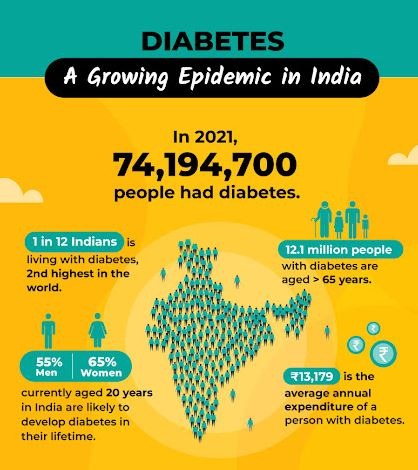 DIABETES
A Growing Epidemic in India
In 2021,
74,194,700
people had diabetes.
1 in 12 Indians is
living with diabetes,
2nd highest in the
world.
12.1 million people
with diabetes are
aged > 65 years.
55% 65%
Men Women
currently aged 20 years
in India are likely to
develop diabetes in
their lifetime.
₹ ₹ ₹
₹13,179 is the
average annual
expenditure of a
person with diabetes.